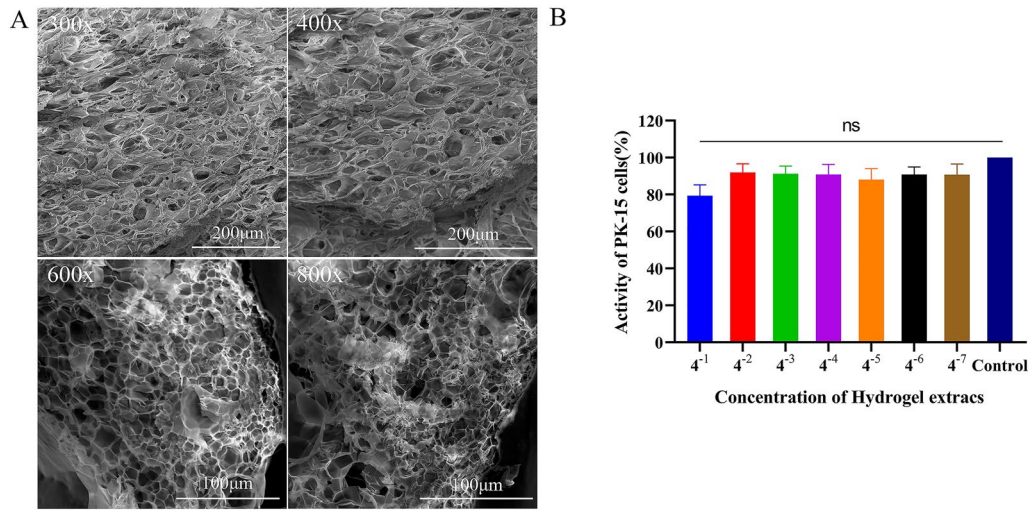 A
300x
200μm
400x
200μm
600x
100μm
800x
100μm
B
ns
Activity of PK-15 cells(%)
120
100
80
60
40
20
0
4⁻¹ 4⁻² 4⁻³ 4⁻⁴ 4⁻⁵ 4⁻⁶ 4⁻⁷ Control
Concentration of Hydrogel extracs